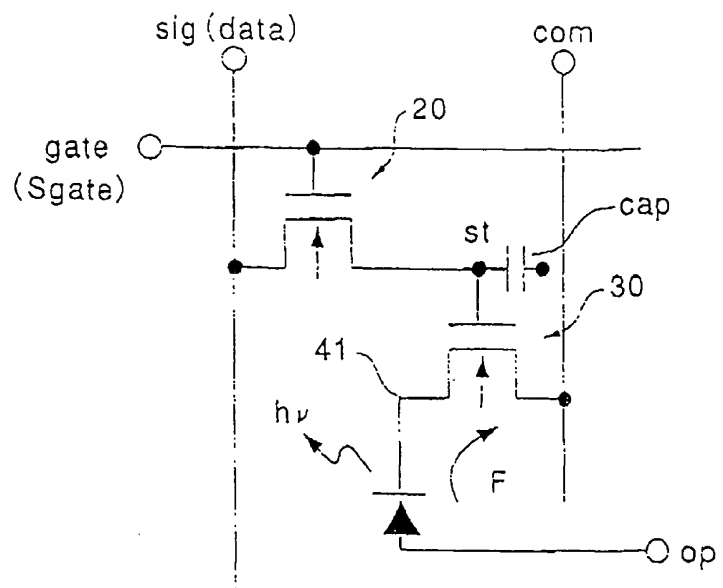 sig(data)
com
20
gate
(Sgate)
cap
st
30
41
hν
F
op